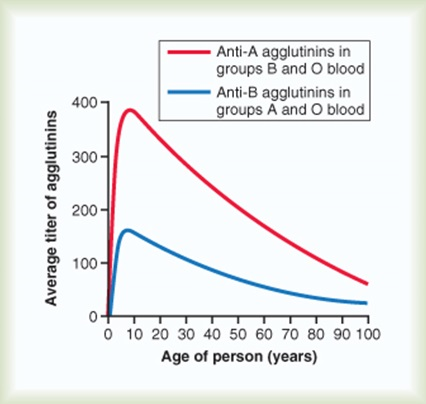 Anti-A agglutinins in
groups B and O blood
Anti-B agglutinins in
groups A and O blood
Average titer of agglutinins
400
300
200
100
0
0 10 20 30 40 50 60 70 80 90 100
Age of person (years)